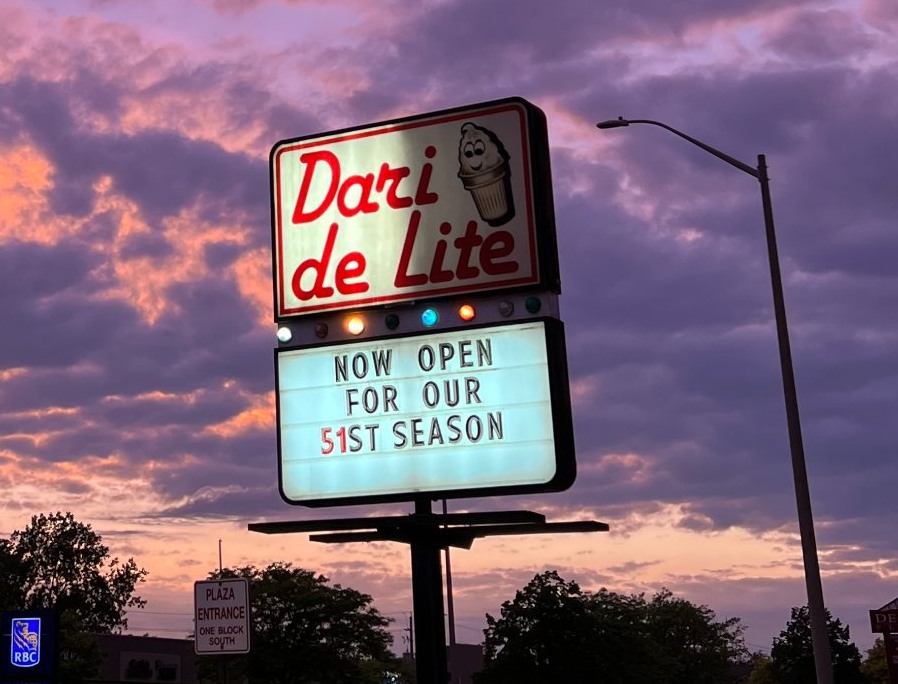 Dari
de Lite
NOW OPEN
FOR OUR
51ST SEASON
PLAZA
ENTRANCE
ONE BLOCK
SOUTH
RBC